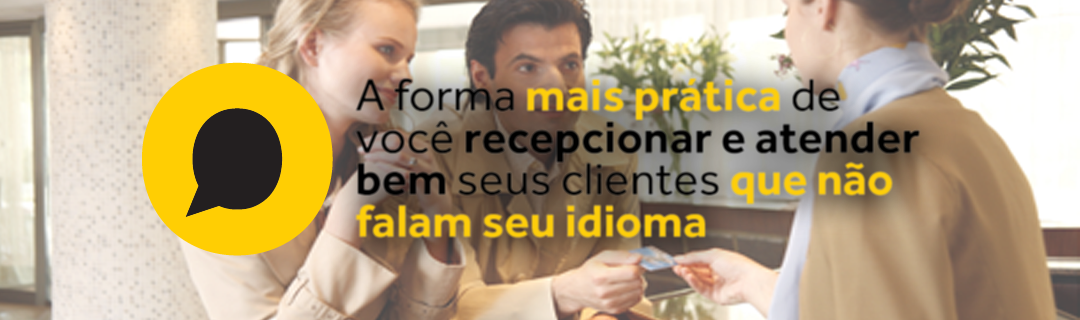 A forma mais prática de
você recepcionar e atender
bem seus clientes que não
falam seu idioma